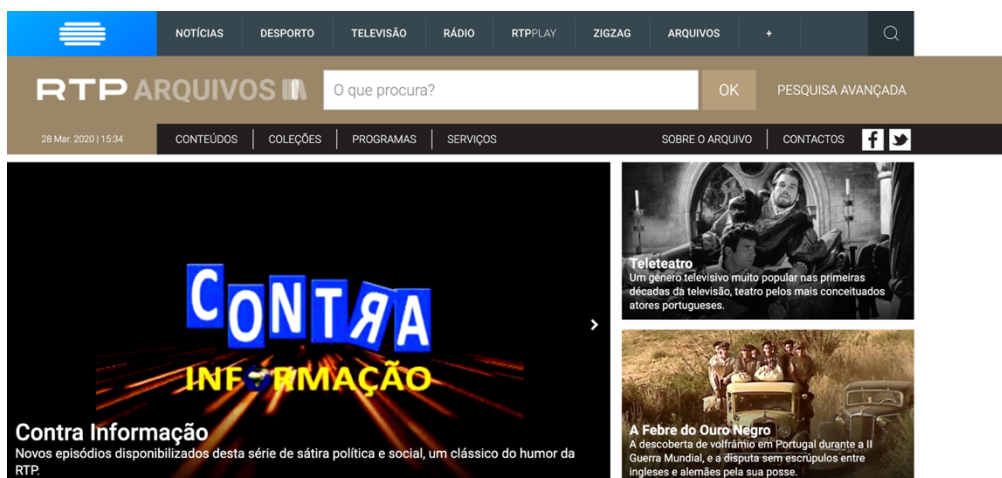 NOTÍCIAS DESPORTO TELEVISÃO RÁDIO RTPPLAY ZIGZAG ARQUIVOS +
RTP ARQUIVOS
O que procura?
OK
PESQUISA AVANÇADA
28 Mar. 2020 | 15:34
CONTEÚDOS COLEÇÕES PROGRAMAS SERVIÇOS SOBRE O ARQUIVO CONTACTOS
CONTRA
INFORMAÇÃO
Contra Informação
Novos episódios disponibilizados desta série de sátira política e social, um clássico do humor da
RTP.
Teleteatro
Um género televisivo muito popular nas primeiras
décadas da televisão, teatro pelos mais conceituados
atores portugueses.
A Febre do Ouro Negro
A descoberta de volfrâmio em Portugal durante a II
Guerra Mundial, e a disputa sem escrúpulos entre
ingleses e alemães pela sua posse.